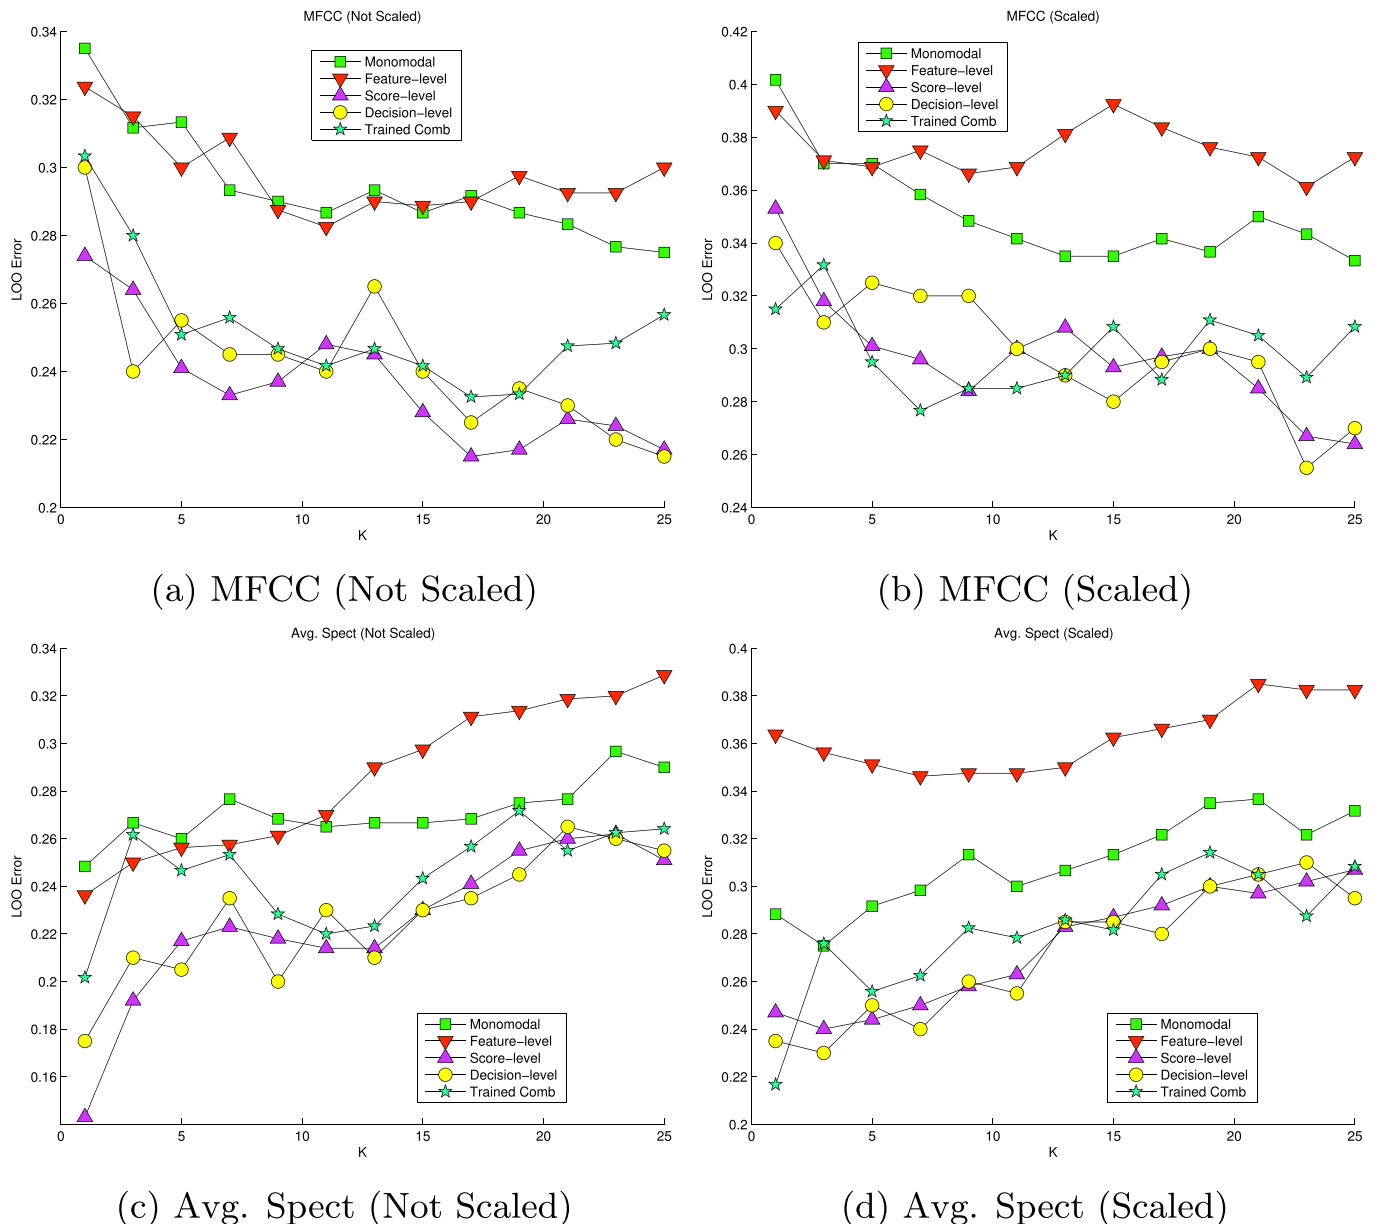 MFCC (Not Scaled)
0.34
0.32
0.3
0.28
0.26
0.24
0.22
0.2
LOO Error
0
5
10
15
20
25
K
Monomodal
Feature-level
Score-level
Decision-level
Trained Comb
(a) MFCC (Not Scaled)
MFCC (Scaled)
0.42
0.4
0.38
0.36
0.34
0.32
0.3
0.28
0.26
0.24
LOO Error
0
5
10
15
20
25
K
Monomodal
Feature-level
Score-level
Decision-level
Trained Comb
(b) MFCC (Scaled)
Avg. Spect (Not Scaled)
0.34
0.32
0.3
0.28
0.26
0.24
0.22
0.2
0.18
0.16
LOO Error
0
5
10
15
20
25
K
Monomodal
Feature-level
Score-level
Decision-level
Trained Comb
(c) Avg. Spect (Not Scaled)
Avg. Spect (Scaled)
0.4
0.38
0.36
0.34
0.32
0.3
0.28
0.26
0.24
0.22
0.2
LOO Error
0
5
10
15
20
25
K
Monomodal
Feature-level
Score-level
Decision-level
Trained Comb
(d) Avg. Spect (Scaled)